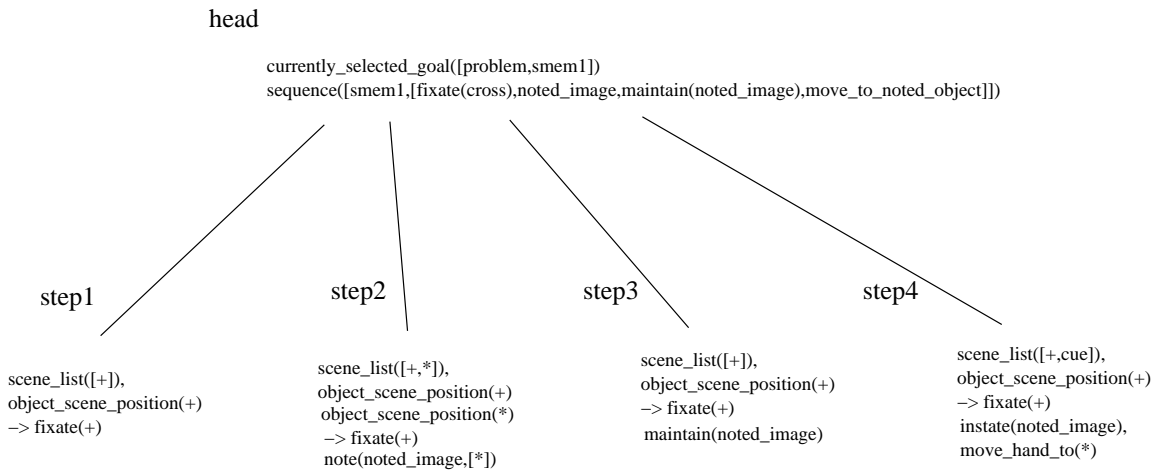 head
currently_selected_goal([problem,smem1])
sequence([smem1,[fixate(cross),noted_image,maintain(noted_image),move_to_noted_object]])
step1
scene_list([+]),
object_scene_position(+)
−> fixate(+)
step2
scene_list([+,*]),
object_scene_position(+)
object_scene_position(*)
−> fixate(+)
note(noted_image,[*])
step3
scene_list([+]),
object_scene_position(+)
−> fixate(+)
maintain(noted_image)
step4
scene_list([+,cue]),
object_scene_position(+)
−> fixate(+)
instate(noted_image),
move_hand_to(*)